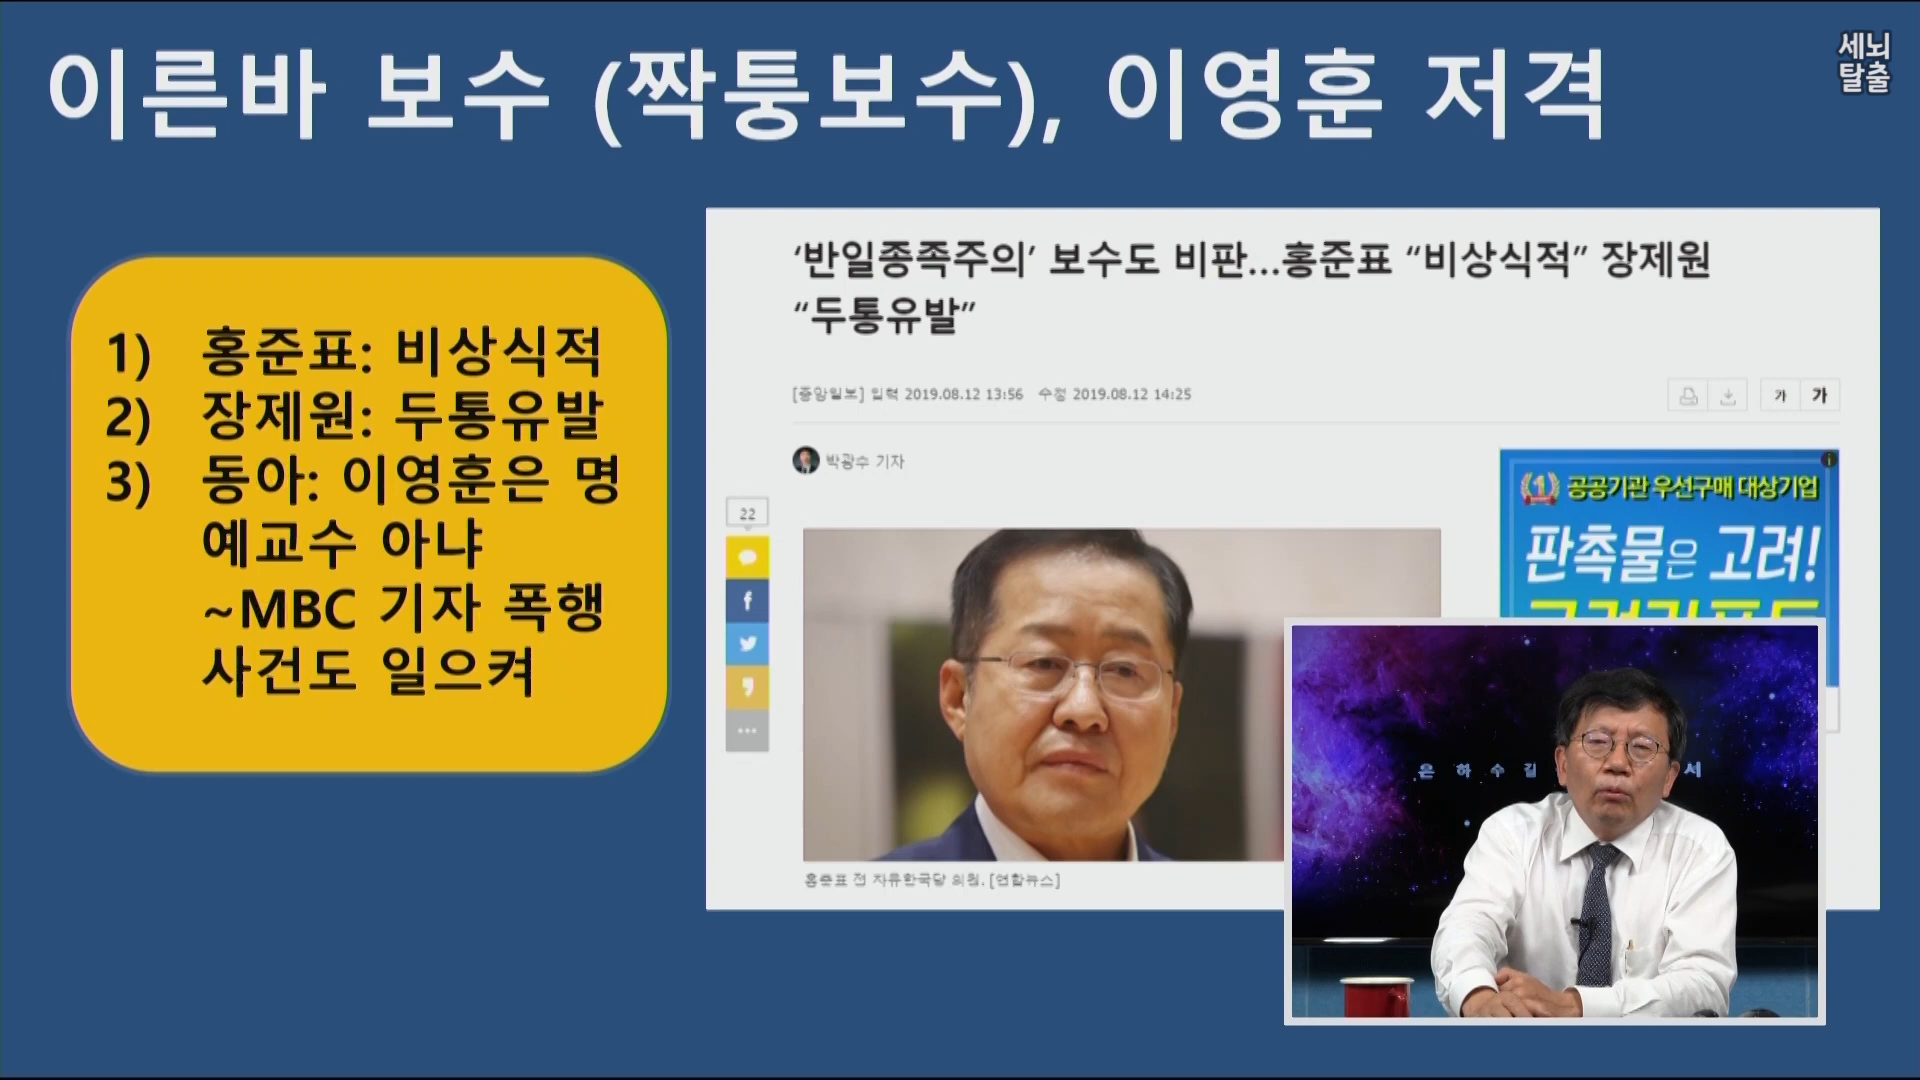 이른바 보수 (짝퉁보수), 이영훈 저격
세뇌
탈출
1) 홍준표: 비상식적
2) 장제원: 두통유발
3) 동아: 이영훈은 명
예교수 아냐
~MBC 기자 폭행
사건도 일으켜
‘반일종족주의’ 보수도 비판...홍준표 “비상식적” 장제원
“두통유발”
[중앙일보] 입력 2019.08.12 13:56 수정 2019.08.12 14:25
가 가
박광수 기자
22
1 공공기관 우선구매 대상기업
판촉물은 고려!
홍준표 전 자유한국당 의원. [연합뉴스]
은 하 수 길 서